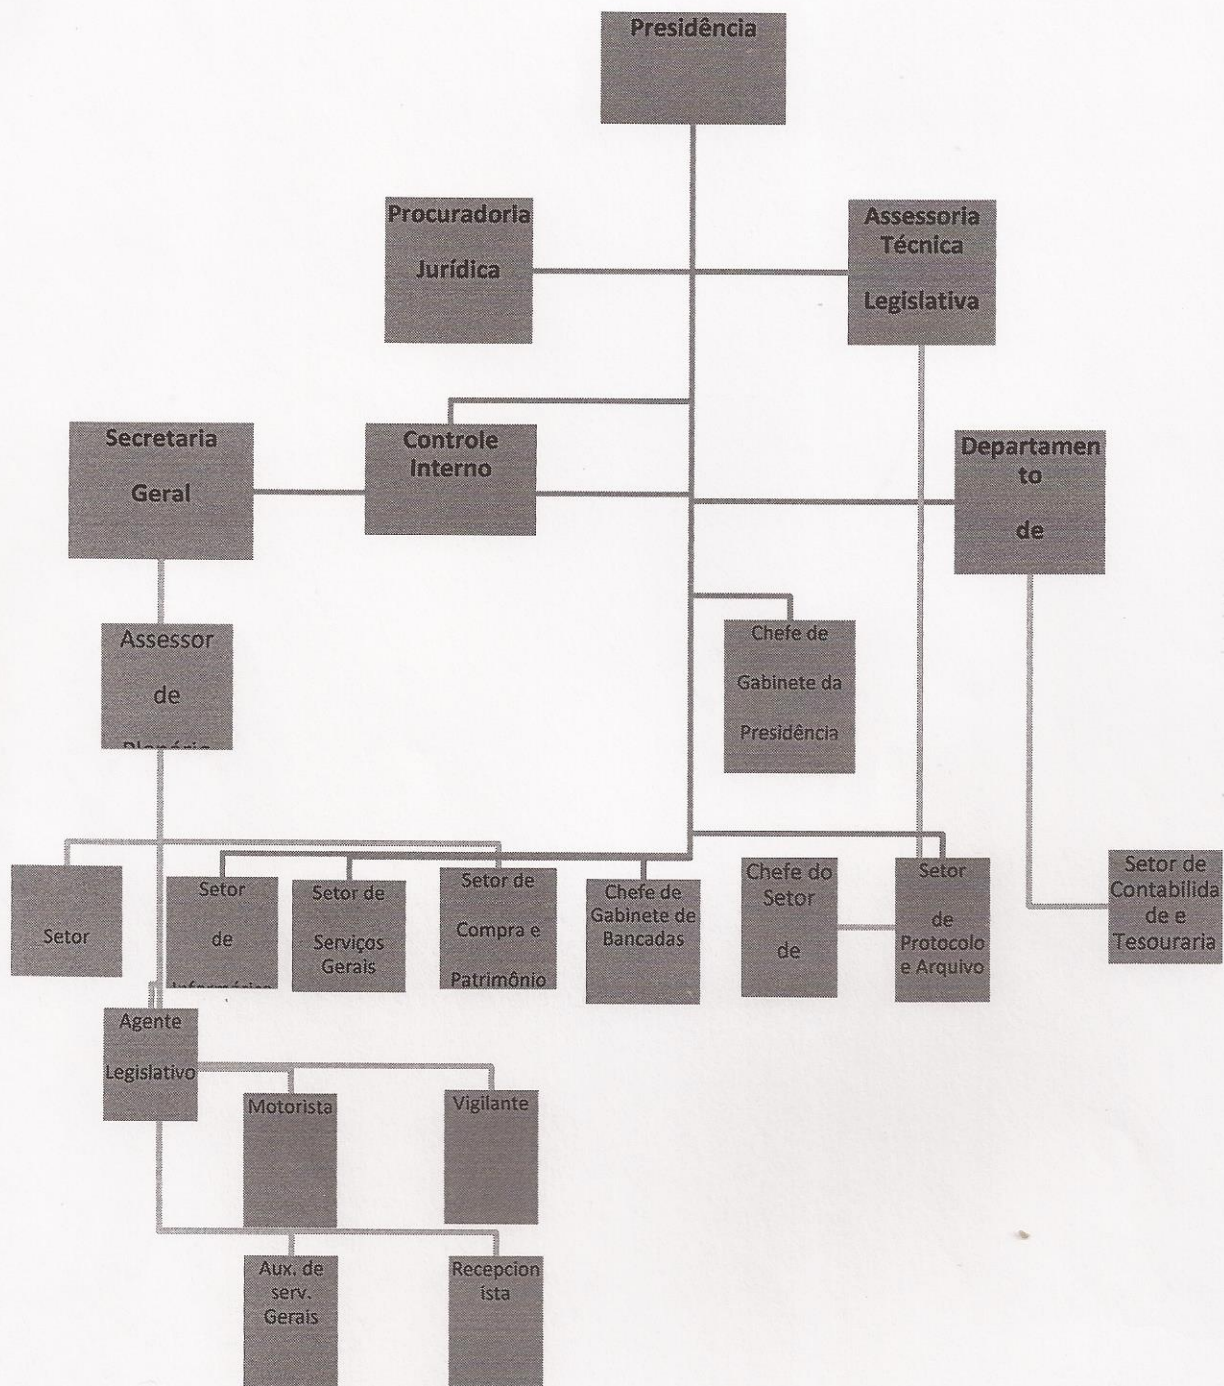 Presidência
Procuradoria
Jurídica
Assessoria
Técnica
Legislativa
Secretaria
Geral
Controle
Interno
Departamen
to
de
Assessor
de
Chefe de
Gabinete da
Presidência
Setor
Setor
de
Setor de
Serviços
Gerais
Setor de
Compra e
Patrimônio
Chefe de
Gabinete de
Bancadas
Chefe do
Setor
de
Setor
de
Protocolo
e Arquivo
Setor de
Contabilida
de e
Tesouraria
Agente
Legislativo
Motorista
Vigilante
Aux. de
serv.
Gerais
Recepcion
ista